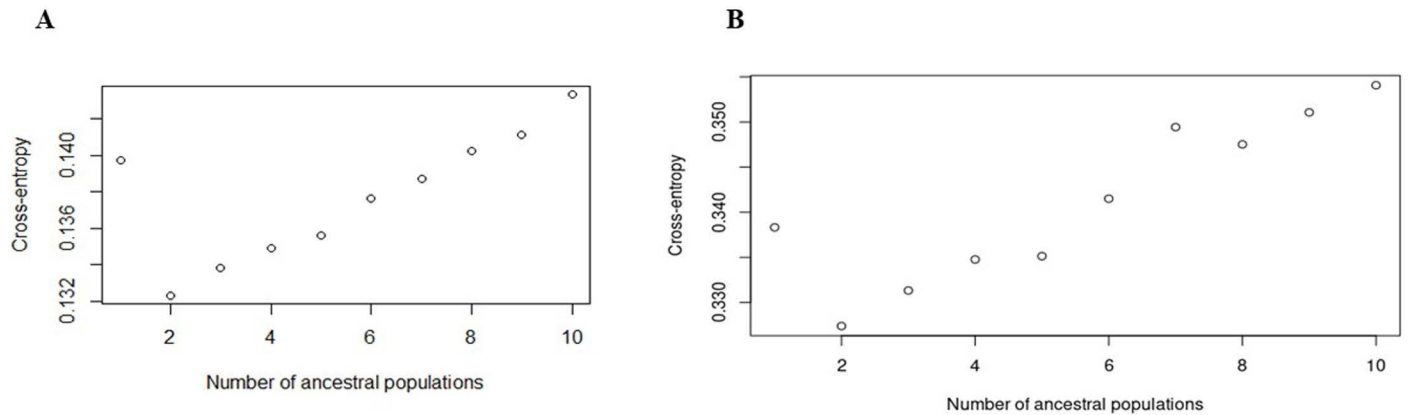 A
Cross-entropy
0.140
0.136
0.132
2 4 6 8 10
Number of ancestral populations
B
Cross-entropy
0.350
0.340
0.330
2 4 6 8 10
Number of ancestral populations